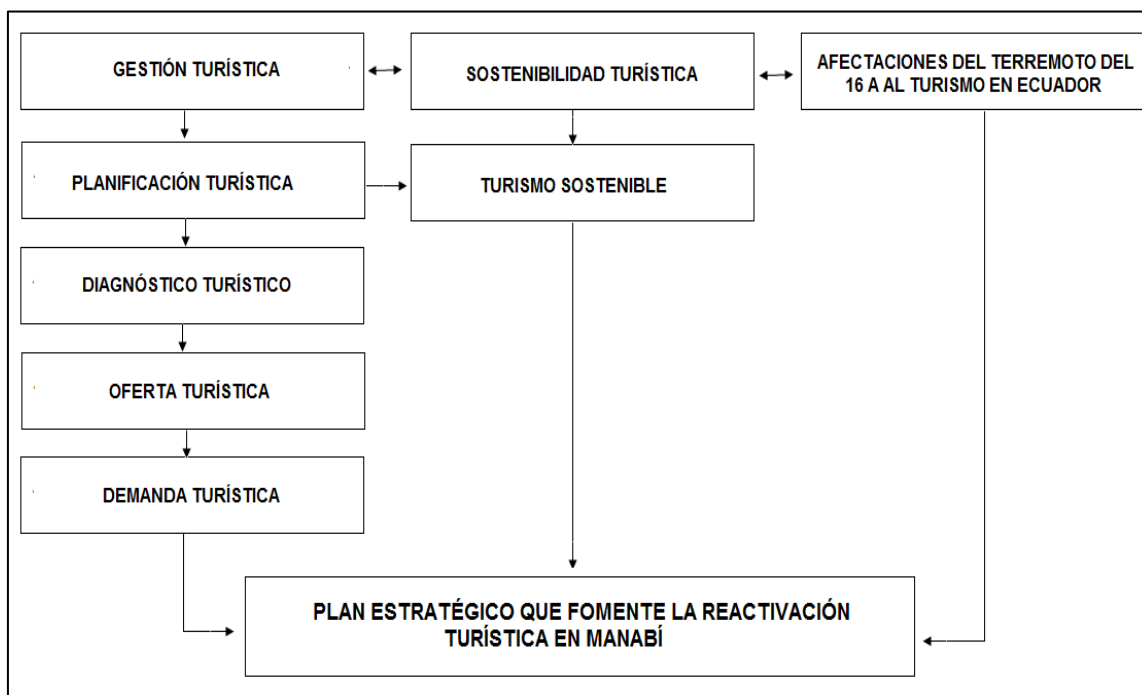 GESTIÓN TURÍSTICA
SOSTENIBILIDAD TURÍSTICA
AFECTACIONES DEL TERREMOTO DEL
16 A AL TURISMO EN ECUADOR
PLANIFICACIÓN TURÍSTICA
TURISMO SOSTENIBLE
DIAGNÓSTICO TURÍSTICO
OFERTA TURÍSTICA
DEMANDA TURÍSTICA
PLAN ESTRATÉGICO QUE FOMENTE LA REACTIVACIÓN
TURÍSTICA EN MANABÍ